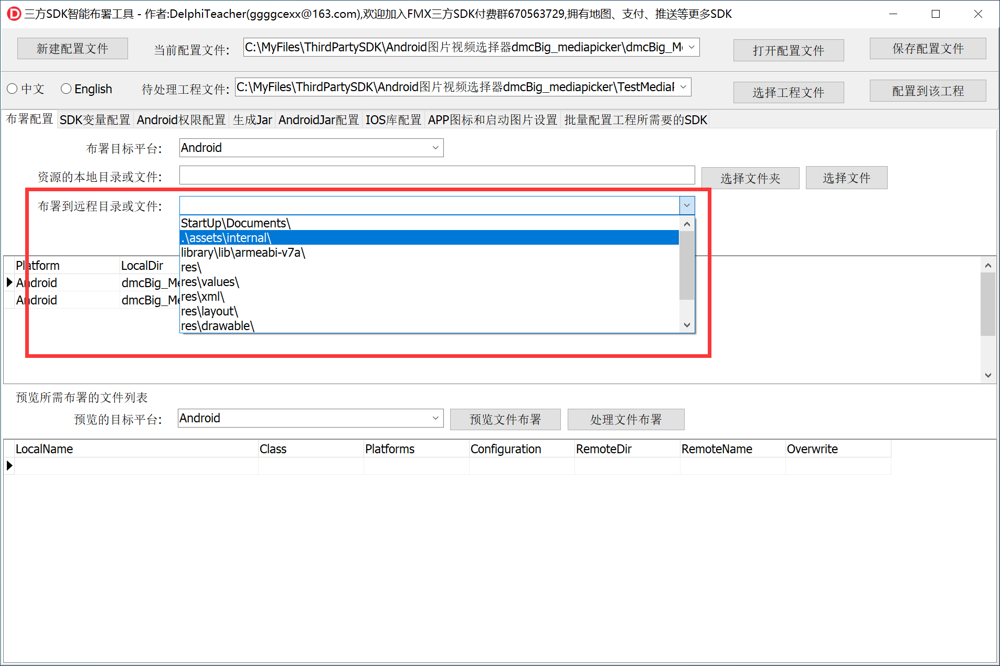 三方SDK智能布署工具 - 作者:DelphiTeacher(ggggcexx@163.com),欢迎加入FMX三方SDK付费群670563729,拥有地图、支付、推送等更多SDK
新建配置文件 当前配置文件: C:\MyFiles\ThirdPartySDK\Android图片视频选择器dmcBig_mediapicker\dmcBig_M 打开配置文件 保存配置文件
中文 English 待处理工程文件: C:\MyFiles\ThirdPartySDK\Android图片视频选择器dmcBig_mediapicker\TestMedia 选择工程文件 配置到该工程
布署配置 SDK变量配置 Android权限配置 生成Jar AndroidJar配置 IOS库配置 APP图标和启动图片设置 批量配置工程所需要的SDK
布署目标平台: Android
资源的本地目录或文件: 选择文件夹 选择文件
布署到远程目录或文件:
StartUp\Documents\
.\assets\internal\
library\lib\armeabi-v7a\
res\
res\values\
res\xml\
res\layout\
res\drawable\
Platform LocalDir
Android dmcBig_Me
Android dmcBig_Me
预览所需布署的文件列表
预览的目标平台: Android 预览文件布署 处理文件布署
LocalName Class Platforms Configuration RemoteDir RemoteName Overwrite